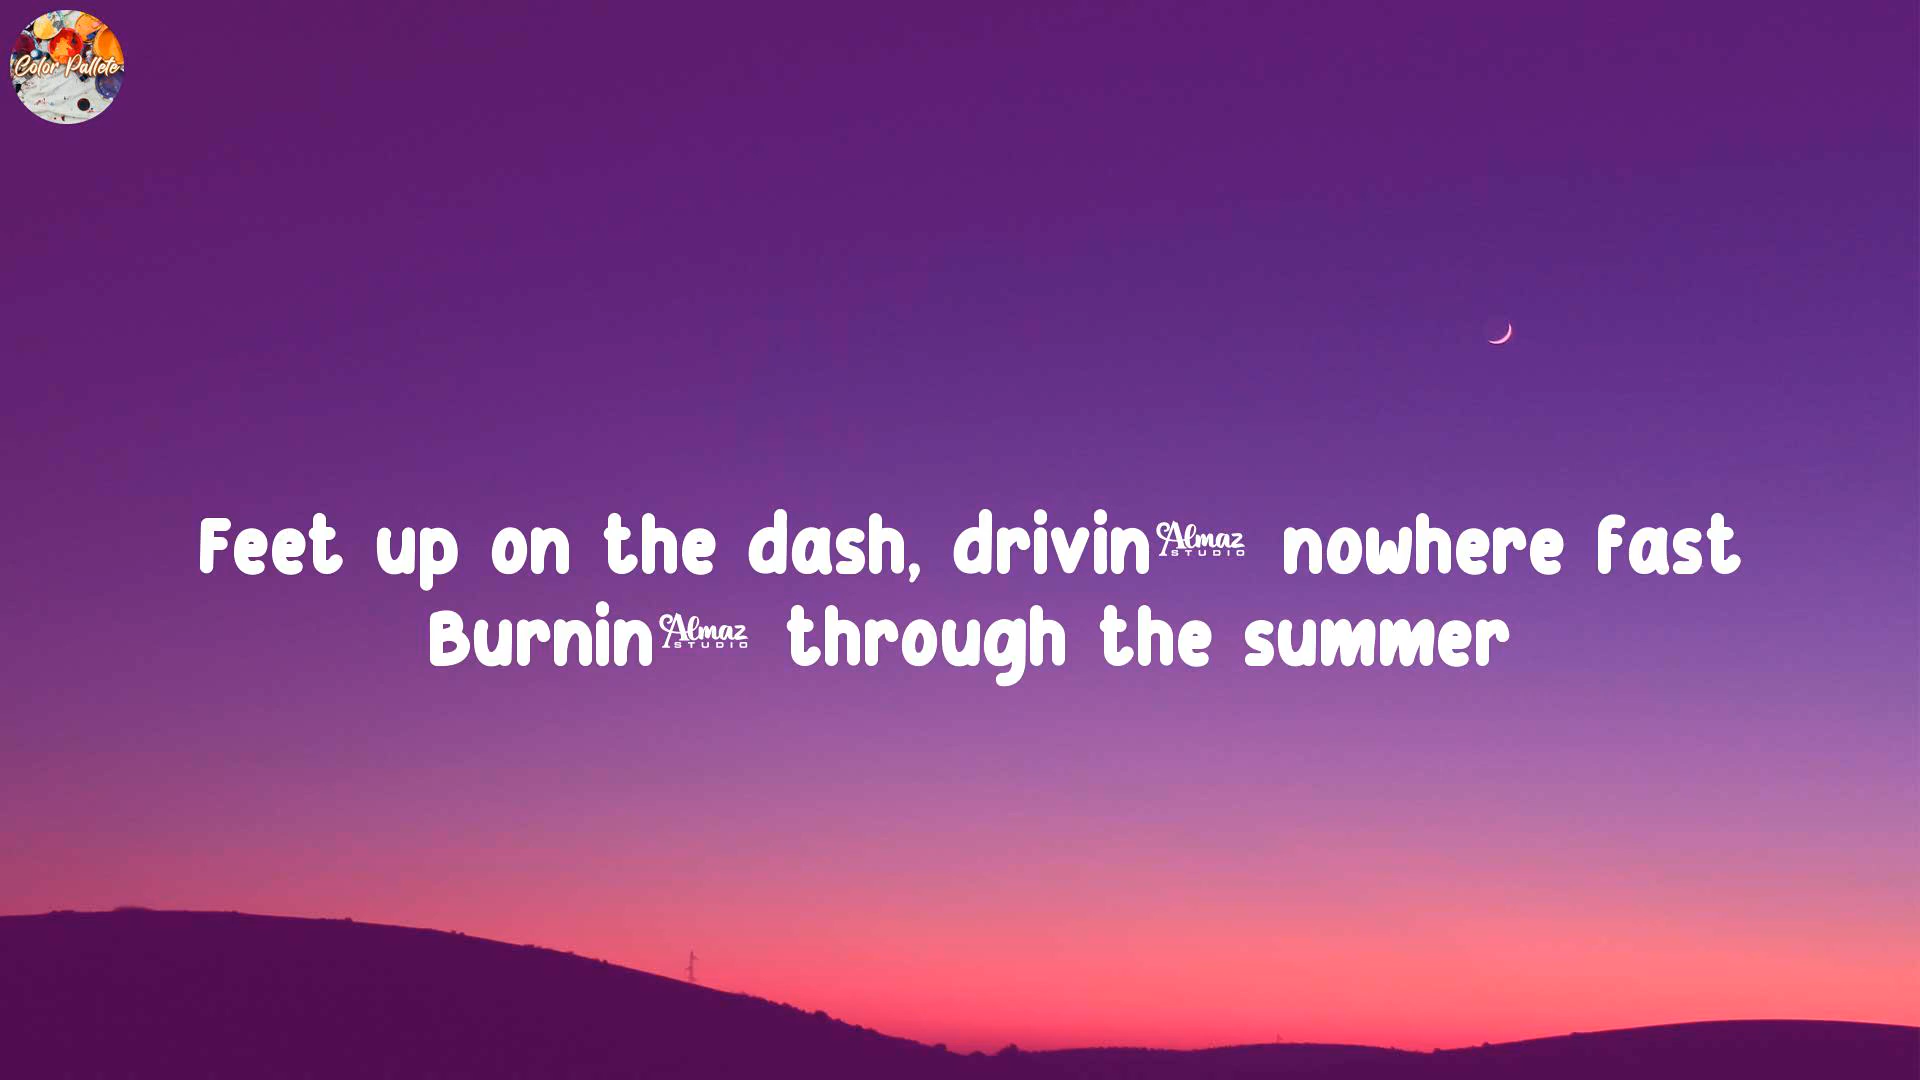 Color Pallete
Feet up on the dash, drivin Almaz STUDIO nowhere fast
Burnin Almaz STUDIO through the summer